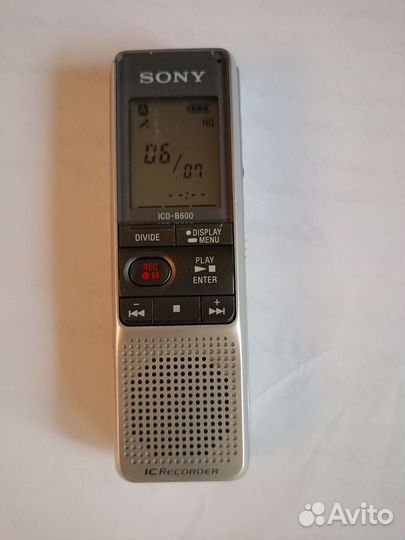 SONY
A
HQ
06/07
--:--
ICD-B600
DIVIDE
DISPLAY
MENU
REC
PLAY
ENTER
− +
IC RECORDER
Avito